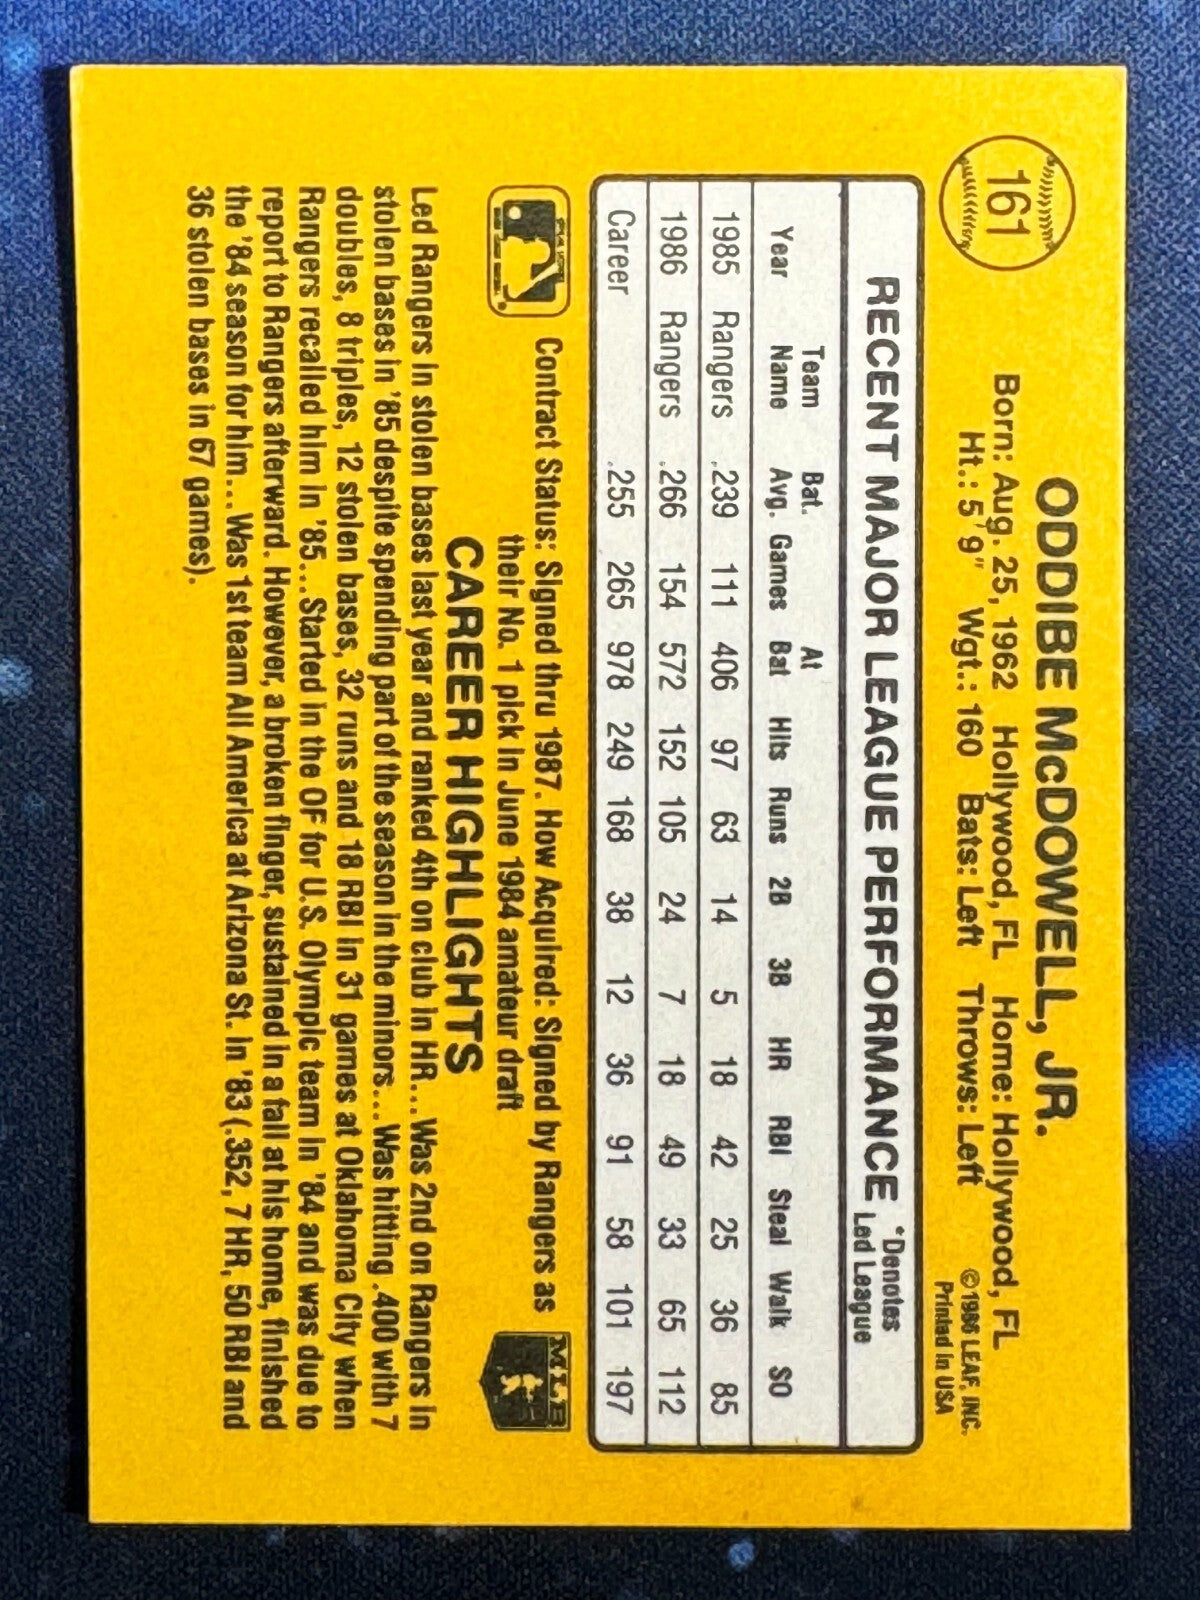 161
ODDIBE McDOWELL, JR.
Born: Aug. 25, 1962 Hollywood, FL Home: Hollywood, FL
Ht.: 5'9" Wgt.: 160 Bats: Left Throws: Left
© 1986 LEAF, INC.
Printed in USA
RECENT MAJOR LEAGUE PERFORMANCE *Denotes Led League
Year Team Name Bat. Avg. Games At Bat Hits Runs 2B 3B HR RBI Steal Walk SO
1985 Rangers .239 111 406 97 63 14 5 18 42 25 36 85
1986 Rangers .266 154 572 152 105 24 7 18 49 33 65 112
Career .255 265 978 249 168 38 12 36 91 58 101 197
Contract Status: Signed thru 1987. How Acquired: Signed by Rangers as
their No. 1 pick in June 1984 amateur draft
MLB
CAREER HIGHLIGHTS
Led Rangers in stolen bases last year and ranked 4th on club in HR...Was 2nd on Rangers in
stolen bases in '85 despite spending part of the season in the minors...Was hitting .400 with 7
doubles, 8 triples, 12 stolen bases, 32 runs and 18 RBI in 31 games at Oklahoma City when
Rangers recalled him in '85...Started in the OF for U.S. Olympic team in '84 and was due to
report to Rangers afterward. However, a broken finger, sustained in a fall at his home, finished
the '84 season for him...Was 1st team All America at Arizona St. in '83 (.352, 7 HR, 50 RBI and
36 stolen bases in 67 games).